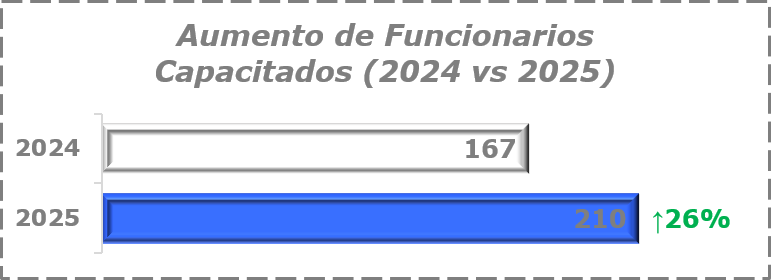 Aumento de Funcionarios
Capacitados (2024 vs 2025)
2024 167
2025 210 ↑26%